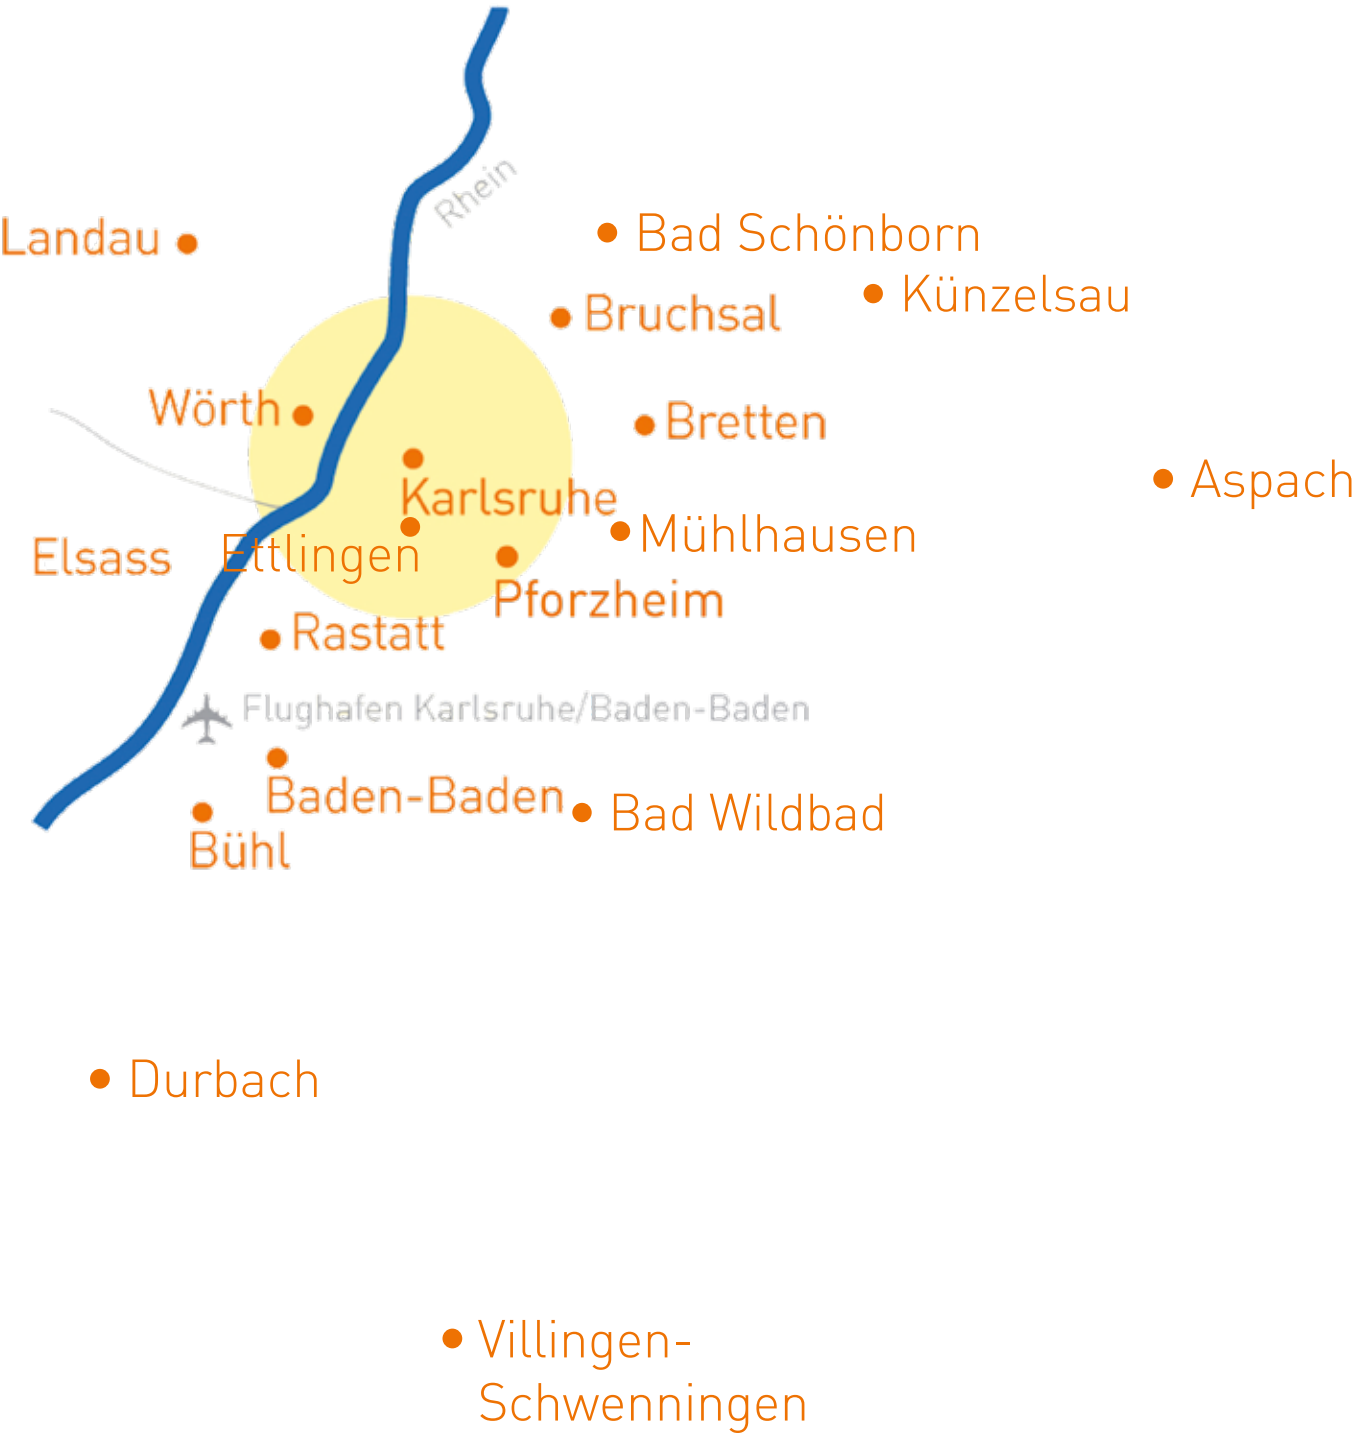 Rhein
Landau
Bad Schönborn
Künzelsau
Bruchsal
Wörth
Bretten
Karlsruhe
Aspach
Mühlhausen
Elsass
Ettlingen
Pforzheim
Rastatt
Flughafen Karlsruhe/Baden-Baden
Baden-Baden
Bad Wildbad
Bühl
Durbach
Villingen-
Schwenningen